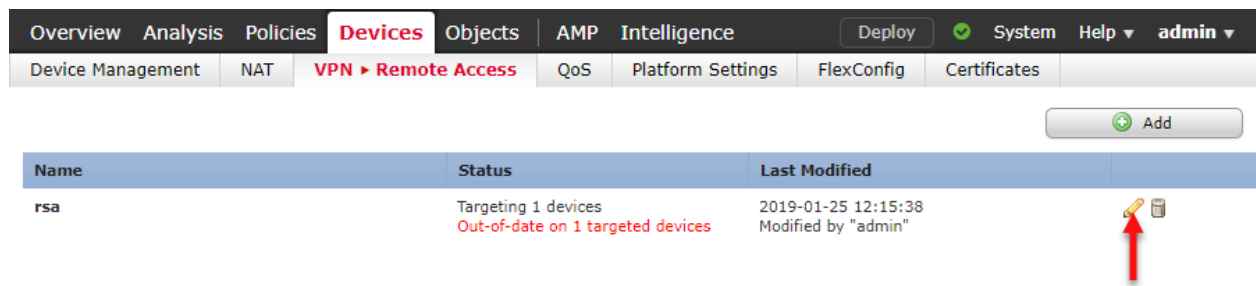 Overview Analysis Policies Devices Objects AMP Intelligence Deploy System Help ▾ admin ▾
Device Management NAT VPN ▸ Remote Access QoS Platform Settings FlexConfig Certificates
Add
Name Status Last Modified
rsa Targeting 1 devices 2019-01-25 12:15:38
Out-of-date on 1 targeted devices Modified by "admin"